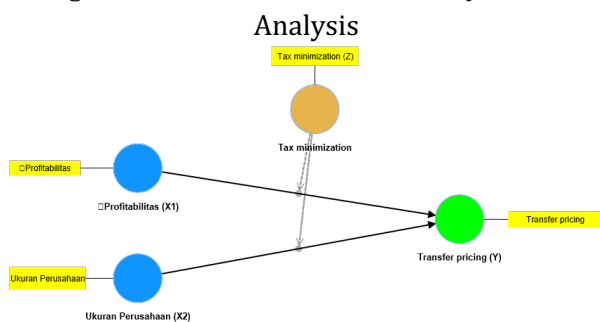 Analysis
Tax minimization (Z)
Tax minimization
□Profitabilitas
□Profitabilitas (X1)
Transfer pricing
Transfer pricing (Y)
Ukuran Perusahaan
Ukuran Perusahaan (X2)